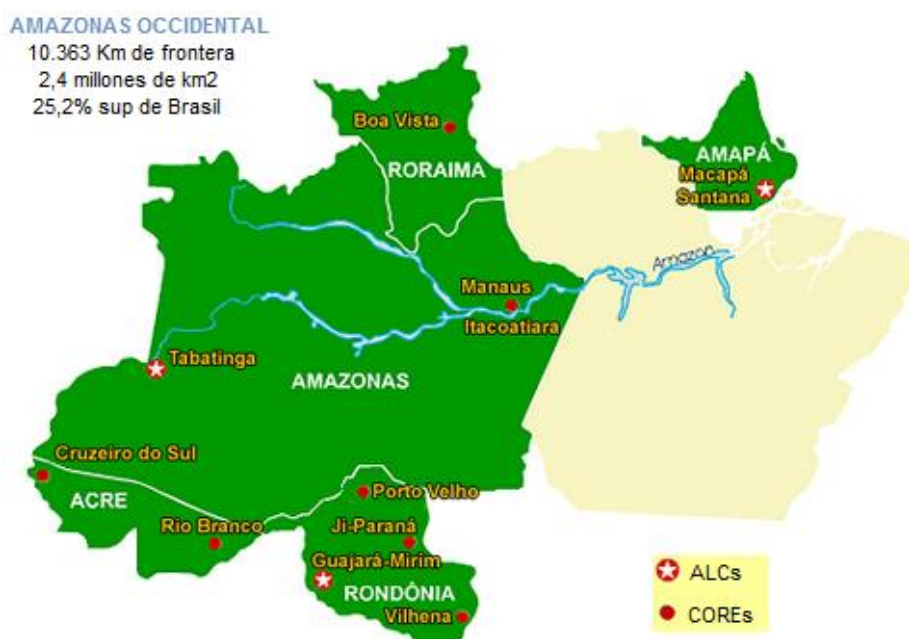 AMAZONAS OCCIDENTAL
10.363 Km de frontera
2,4 millones de km2
25,2% sup de Brasil
Boa Vista
RORAIMA
AMAPÁ
Macapá
Santana
Amazon
Manaus
Itacoatiara
Tabatinga
AMAZONAS
Cruzeiro do Sul
ACRE
Porto Velho
Rio Branco
Ji-Paraná
Guajará-Mirim
RONDÔNIA
Vilhena
ALCs
COREs